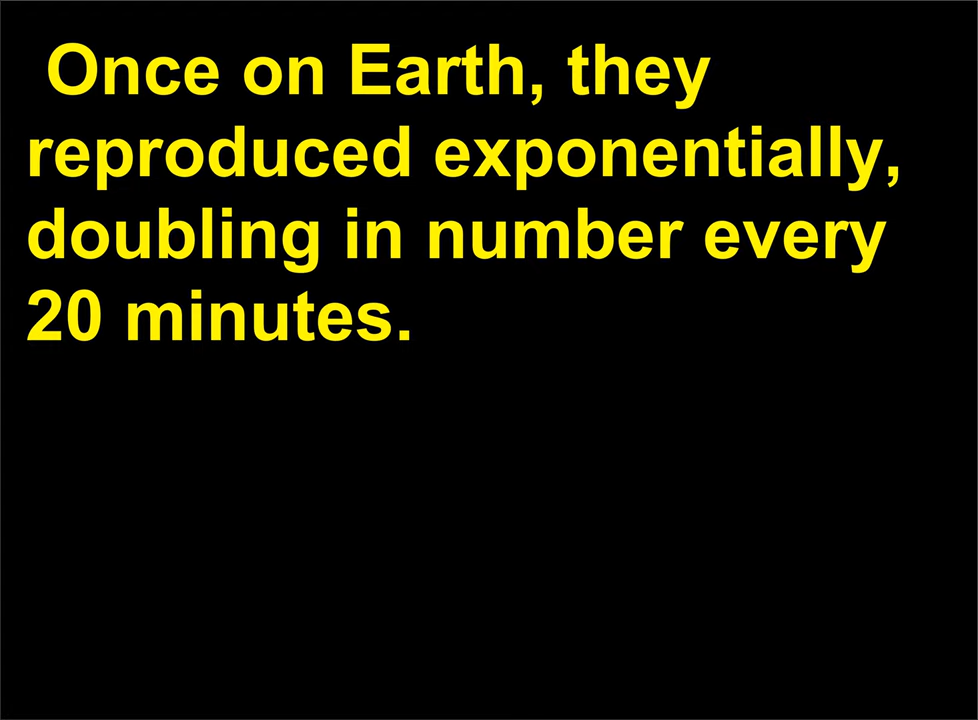 Once on Earth, they
reproduced exponentially,
doubling in number every
20 minutes.